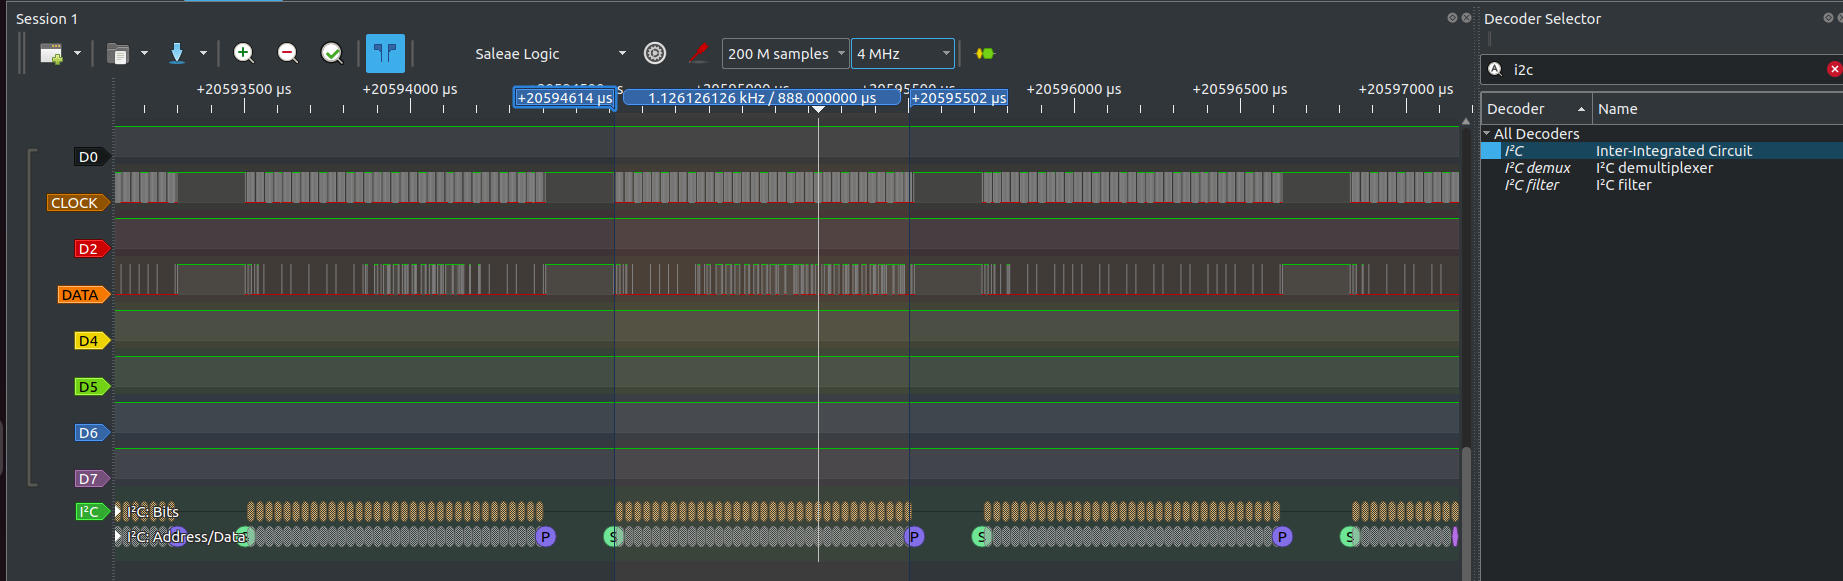 Session 1
Decoder Selector
Saleae Logic
200 M samples
4 MHz
i2c
+20593500 µs
+20594000 µs
+20596000 µs
+20596500 µs
+20597000 µs
+20594614 µs
1.126126126 kHz / 888.000000 µs
+20595502 µs
Decoder
Name
All Decoders
I²C
Inter-Integrated Circuit
I²C demux
I²C demultiplexer
I²C filter
I²C filter
D0
CLOCK
D2
DATA
D4
D5
D6
D7
I²C
I²C: Bits
I²C: Address/Data
P
S
P
S
P
S